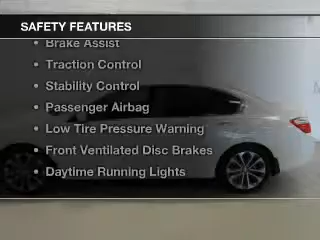 SAFETY FEATURES
• Brake Assist
• Traction Control
• Stability Control
• Passenger Airbag
• Low Tire Pressure Warning
• Front Ventilated Disc Brakes
• Daytime Running Lights